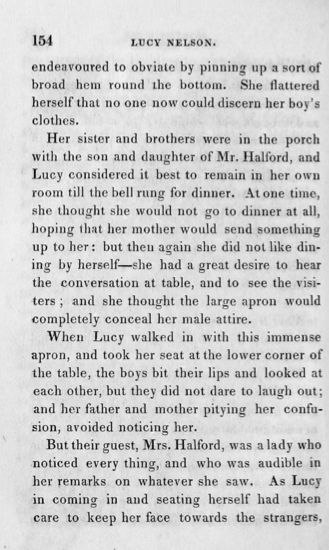 154 LUCY NELSON.
endeavoured to obviate by pinning up a sort of
broad hem round the bottom. She flattered
herself that no one now could discern her boy's
clothes.
Her sister and brothers were in the porch
with the son and daughter of Mr. Halford, and
Lucy considered it best to remain in her own
room till the bell rung for dinner. At one time,
she thought she would not go to dinner at all,
hoping that her mother would send something
up to her: but then again she did not like din-
ing by herself—she had a great desire to hear
the conversation at table, and to see the visi-
ters; and she thought the large apron would
completely conceal her male attire.
When Lucy walked in with this immense
apron, and took her seat at the lower corner of
the table, the boys bit their lips and looked at
each other, but they did not dare to laugh out;
and her father and mother pitying her confu-
sion, avoided noticing her.
But their guest, Mrs. Halford, was a lady who
noticed every thing, and who was audible in
her remarks on whatever she saw. As Lucy
in coming in and seating herself had taken
care to keep her face towards the strangers,